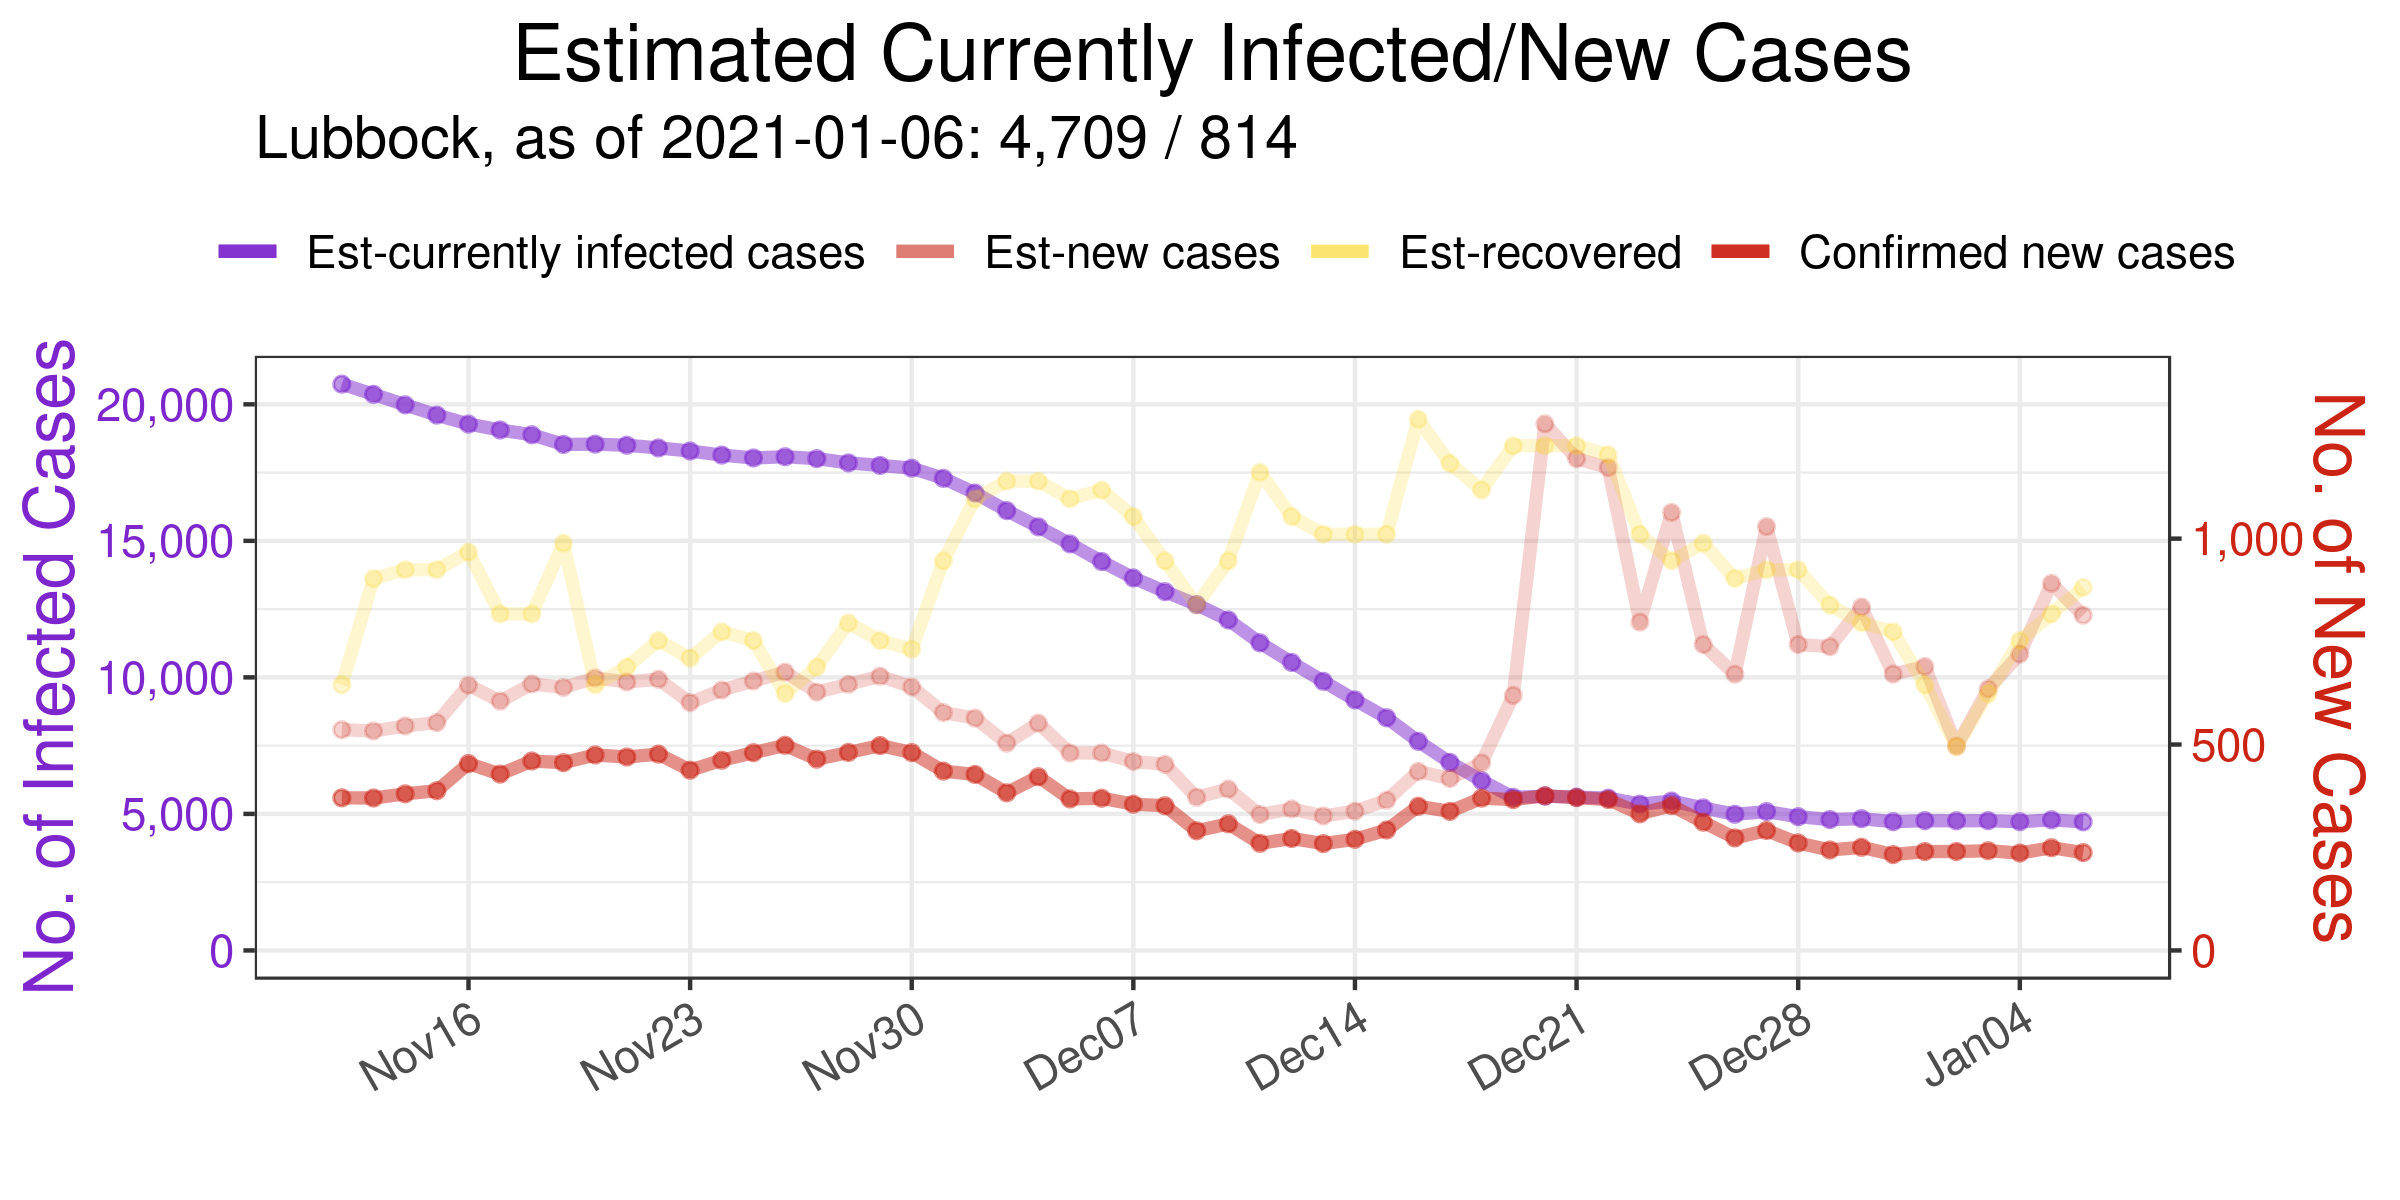 Estimated Currently Infected/New Cases
Lubbock, as of 2021-01-06: 4,709 / 814
Est-currently infected cases Est-new cases Est-recovered Confirmed new cases
No. of Infected Cases
20,000
15,000
10,000
5,000
0
1,000
500
0
No. of New Cases
Nov16 Nov23 Nov30 Dec07 Dec14 Dec21 Dec28 Jan04